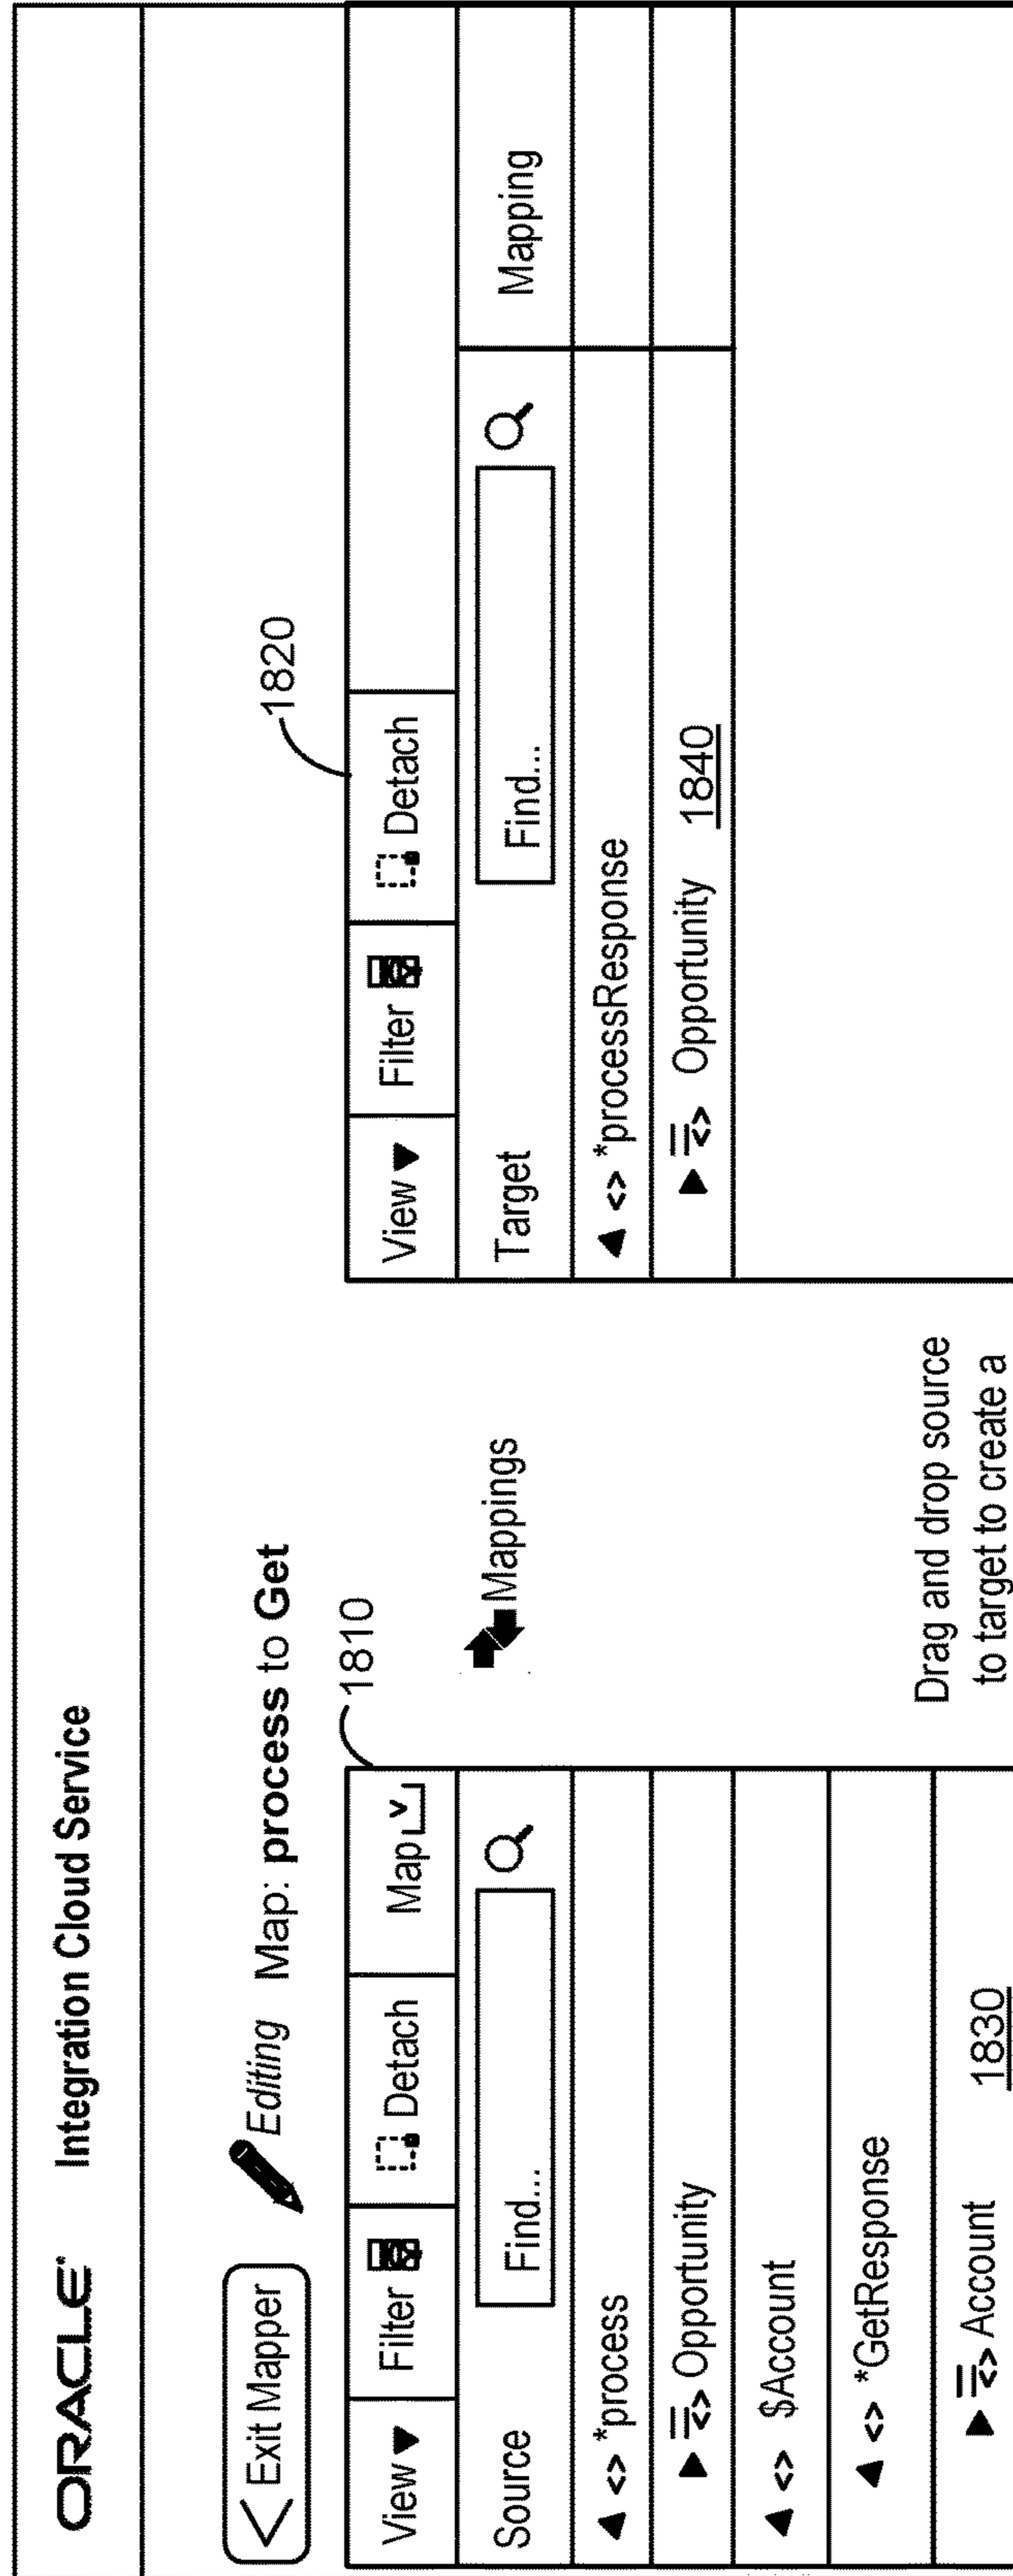 ORACLE Integration Cloud Service
< Exit Mapper Editing Map: process to Get
1810
1820
View Filter Detach Map
Source Find...
*process
Opportunity
$Account
*GetResponse
Account 1830
Mappings
Drag and drop source
to target to create a
View Filter Detach
Target Find... Mapping
*processResponse
Opportunity 1840